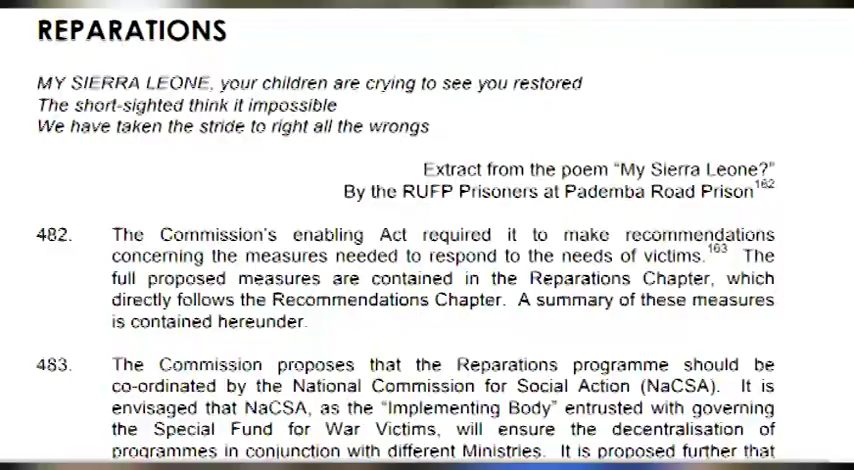 REPARATIONS
MY SIERRA LEONE, your children are crying to see you restored
The short-sighted think it impossible
We have taken the stride to right all the wrongs
Extract from the poem “My Sierra Leone?”
By the RUFP Prisoners at Pademba Road Prison162
482. The Commission’s enabling Act required it to make recommendations
concerning the measures needed to respond to the needs of victims.163 The
full proposed measures are contained in the Reparations Chapter, which
directly follows the Recommendations Chapter. A summary of these measures
is contained hereunder.
483. The Commission proposes that the Reparations programme should be
co-ordinated by the National Commission for Social Action (NaCSA). It is
envisaged that NaCSA, as the “Implementing Body” entrusted with governing
the Special Fund for War Victims, will ensure the decentralisation of
programmes in conjunction with different Ministries. It is proposed further that